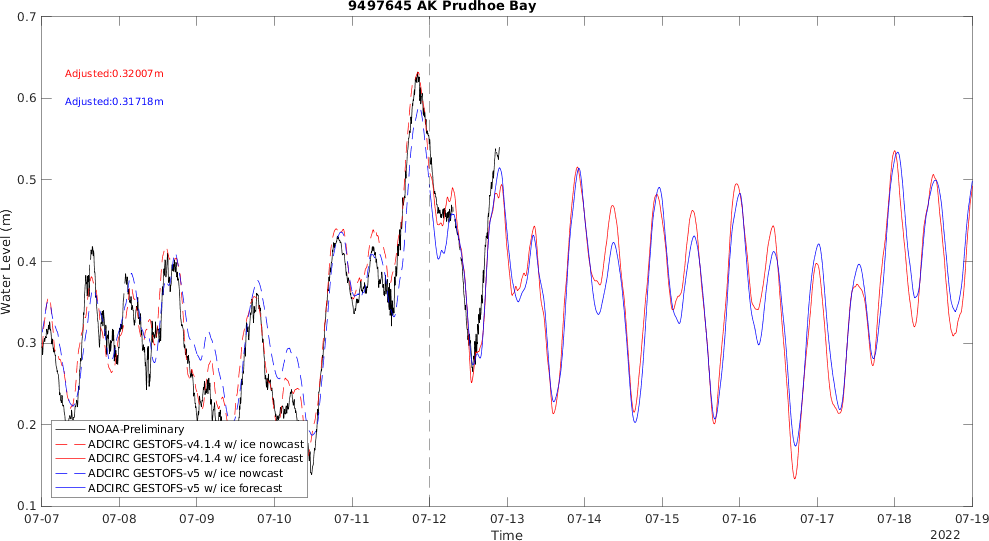 9497645 AK Prudhoe Bay
0.7
0.6
0.5
0.4
0.3
0.2
0.1
Water Level (m)
Adjusted:0.32007m
Adjusted:0.31718m
NOAA-Preliminary
ADCIRC GESTOFS-v4.1.4 w/ ice nowcast
ADCIRC GESTOFS-v4.1.4 w/ ice forecast
ADCIRC GESTOFS-v5 w/ ice nowcast
ADCIRC GESTOFS-v5 w/ ice forecast
07-07 07-08 07-09 07-10 07-11 07-12 07-13 07-14 07-15 07-16 07-17 07-18 07-19
Time
2022